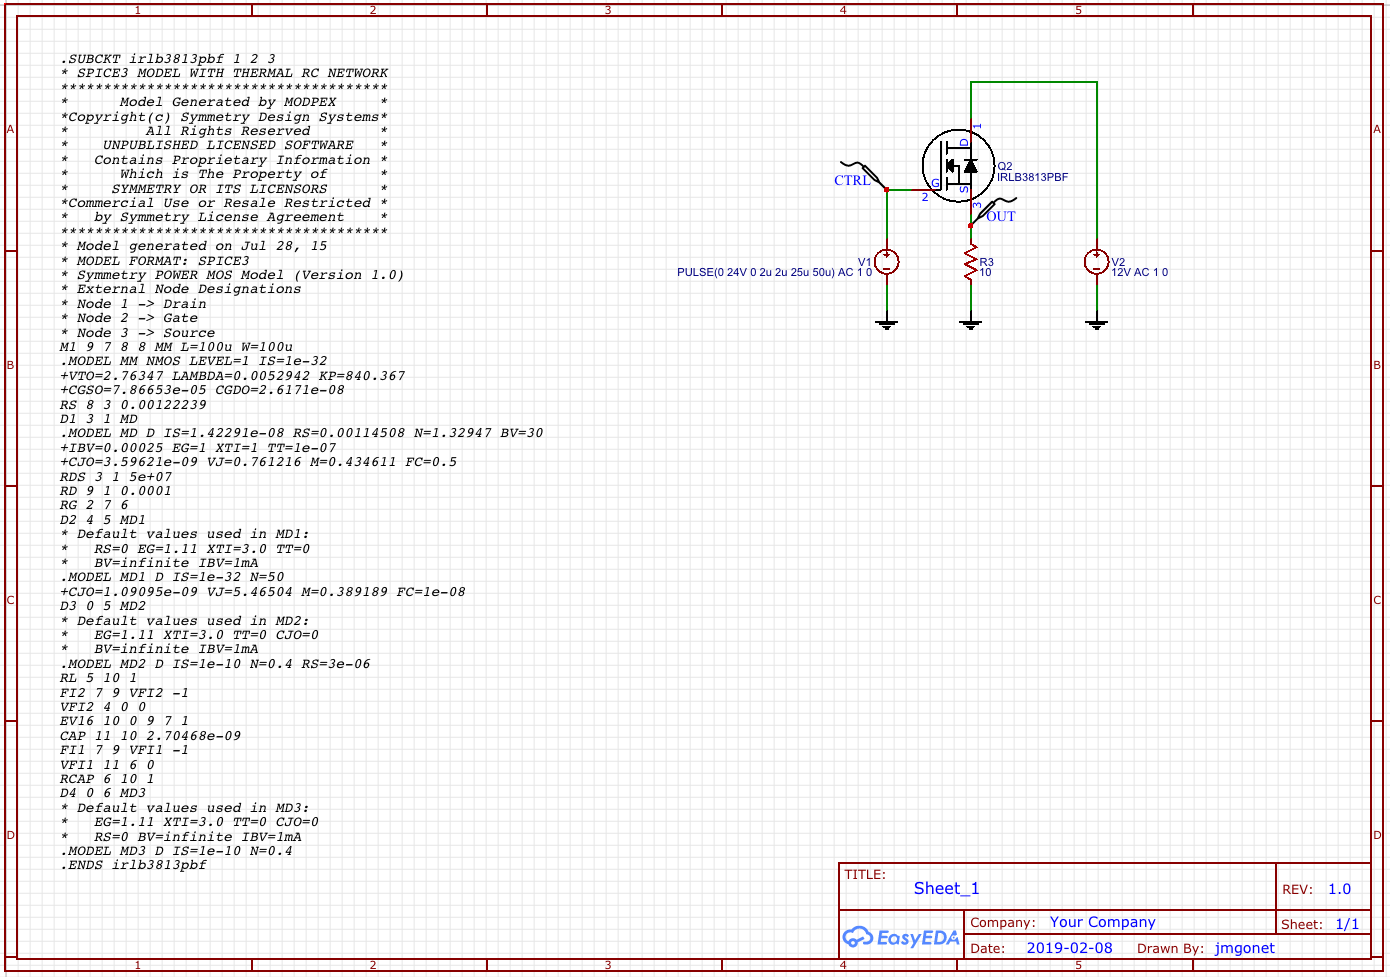 1 2 3 4 5
.SUBCKT irlb3813pbf 1 2 3
* SPICE3 MODEL WITH THERMAL RC NETWORK
**************************************
*      Model Generated by MODPEX     *
*Copyright(c) Symmetry Design Systems*
*         All Rights Reserved        *
*    UNPUBLISHED LICENSED SOFTWARE   *
*   Contains Proprietary Information *
*      Which is The Property of      *
*     SYMMETRY OR ITS LICENSORS      *
*Commercial Use or Resale Restricted *
*   by Symmetry License Agreement    *
**************************************
* Model generated on Jul 28, 15
* MODEL FORMAT: SPICE3
* Symmetry POWER MOS Model (Version 1.0)
* External Node Designations
* Node 1 -> Drain
* Node 2 -> Gate
* Node 3 -> Source
M1 9 7 8 8 MM L=100u W=100u
.MODEL MM NMOS LEVEL=1 IS=1e-32
+VTO=2.76347 LAMBDA=0.0052942 KP=840.367
+CGSO=7.86653e-05 CGDO=2.6171e-08
RS 8 3 0.00122239
D1 3 1 MD
.MODEL MD D IS=1.42291e-08 RS=0.00114508 N=1.32947 BV=30
+IBV=0.00025 EG=1 XTI=1 TT=1e-07
+CJO=3.59621e-09 VJ=0.761216 M=0.434611 FC=0.5
RDS 3 1 5e+07
RD 9 1 0.0001
RG 2 7 6
D2 4 5 MD1
* Default values used in MD1:
*   RS=0 EG=1.11 XTI=3.0 TT=0
*   BV=infinite IBV=1mA
.MODEL MD1 D IS=1e-32 N=50
+CJO=1.09095e-09 VJ=5.46504 M=0.389189 FC=1e-08
D3 0 5 MD2
* Default values used in MD2:
*   EG=1.11 XTI=3.0 TT=0 CJO=0
*   BV=infinite IBV=1mA
.MODEL MD2 D IS=1e-10 N=0.4 RS=3e-06
RL 5 10 1
FI2 7 9 VFI2 -1
VFI2 4 0 0
EV16 10 0 9 7 1
CAP 11 10 2.70468e-09
FI1 7 9 VFI1 -1
VFI1 11 6 0
RCAP 6 10 1
D4 0 6 MD3
* Default values used in MD3:
*   EG=1.11 XTI=3.0 TT=0 CJO=0
*   RS=0 BV=infinite IBV=1mA
.MODEL MD3 D IS=1e-10 N=0.4
.ENDS irlb3813pbf
1
D
Q2
IRLB3813PBF
CTRL
G
S
2
3
OUT
V1
PULSE(0 24V 0 2u 2u 25u 50u) AC 1 0
R3
10
V2
12V AC 1 0
A A
B B
C C
D D
TITLE:
Sheet_1
REV: 1.0
EasyEDA
Company: Your Company
Sheet: 1/1
Date: 2019-02-08 Drawn By: jmgonet
1 2 3 4 5